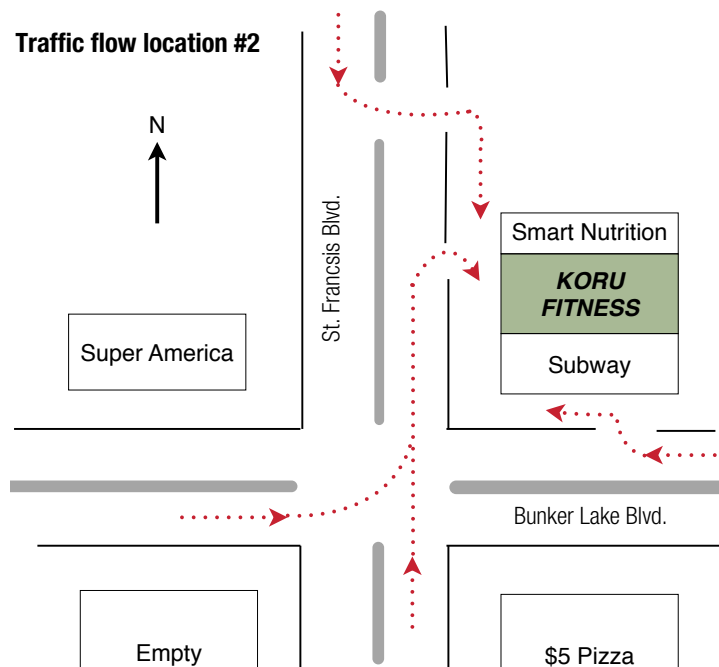 Traffic flow location #2
N
St. Francsis Blvd.
Smart Nutrition
KORU
FITNESS
Super America
Subway
Bunker Lake Blvd.
Empty
$5 Pizza